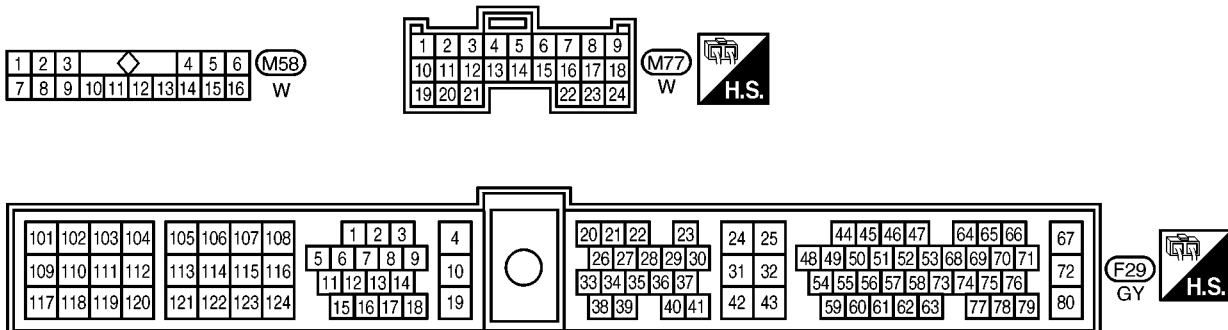 1 2 3 4 5 6 M58
7 8 9 10 11 12 13 14 15 16 W
1 2 3 4 5 6 7 8 9
10 11 12 13 14 15 16 17 18 M77
19 20 21 22 23 24 W
H.S.
101 102 103 104 105 106 107 108 1 2 3 4 20 21 22 23 24 25 44 45 46 47 64 65 66 67
5 6 7 8 9 26 27 28 29 30 48 49 50 51 52 53 68 69 70 71
109 110 111 112 113 114 115 116 11 12 13 14 10 33 34 35 36 37 31 32 54 55 56 57 58 73 74 75 76 72 F29
117 118 119 120 121 122 123 124 15 16 17 18 19 38 39 40 41 42 43 59 60 61 62 63 77 78 79 80 GY
H.S.